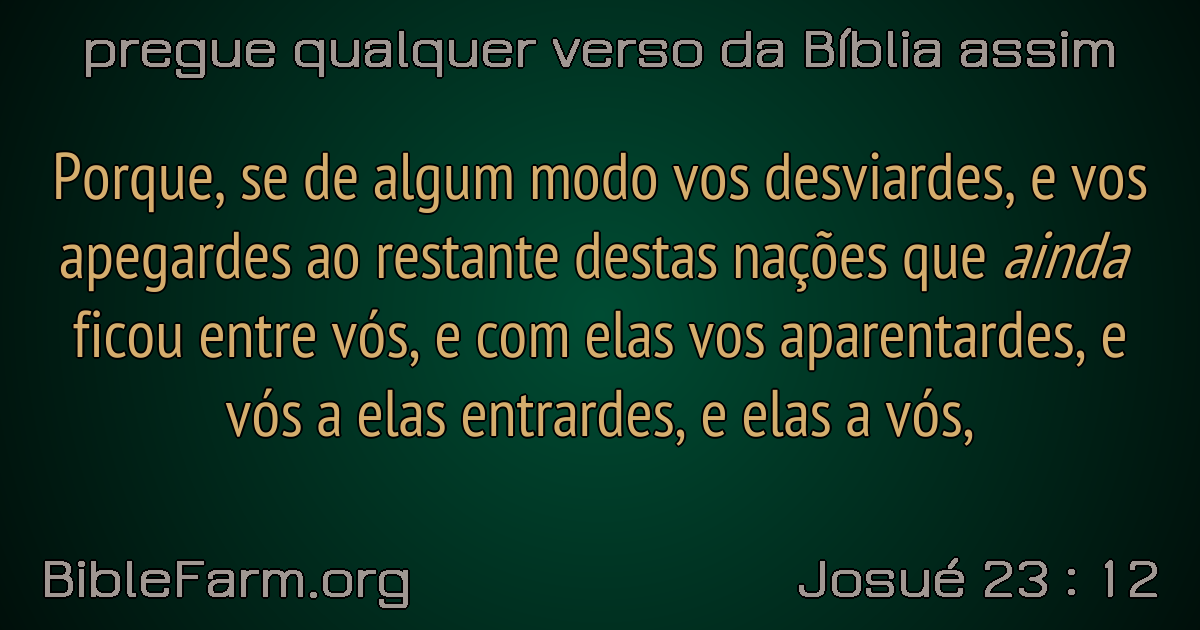 pregue qualquer verso da Bíblia assim
Porque, se de algum modo vos desviardes, e vos
apegardes ao restante destas nações que ainda
ficou entre vós, e com elas vos aparentardes, e
vós a elas entrardes, e elas a vós,
BibleFarm.org
Josué 23 : 12